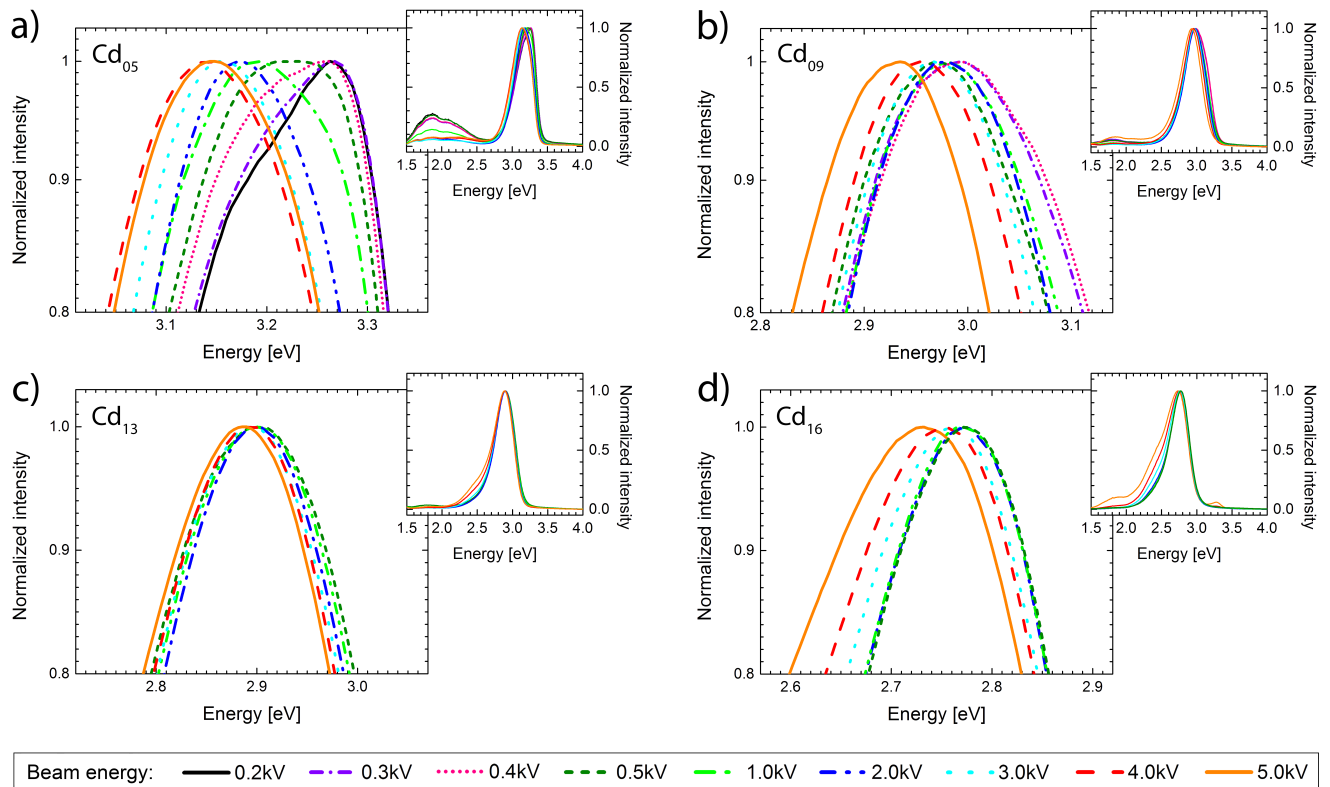 a)
Cd05
1
0.9
0.8
3.1 3.2 3.3
Energy [eV]
Normalized intensity
1.0
0.5
0.0
1.5 2.0 2.5 3.0 3.5 4.0
Energy [eV]
Normalized intensity
b)
Cd09
1.0
0.9
0.8
2.8 2.9 3.0 3.1
Energy [eV]
Normalized intensity
1.0
0.5
0.0
1.5 2.0 2.5 3.0 3.5 4.0
Energy [eV]
Normalized intensity
c)
Cd13
1.0
0.9
0.8
2.8 2.9 3.0
Energy [eV]
Normalized intensity
1.0
0.5
0.0
1.5 2.0 2.5 3.0 3.5 4.0
Energy [eV]
Normalized intensity
d)
Cd16
1.0
0.9
0.8
2.6 2.7 2.8 2.9
Energy [eV]
Normalized intensity
1.0
0.5
0.0
1.5 2.0 2.5 3.0 3.5 4.0
Energy [eV]
Normalized intensity
Beam energy: 0.2kV 0.3kV 0.4kV 0.5kV 1.0kV 2.0kV 3.0kV 4.0kV 5.0kV